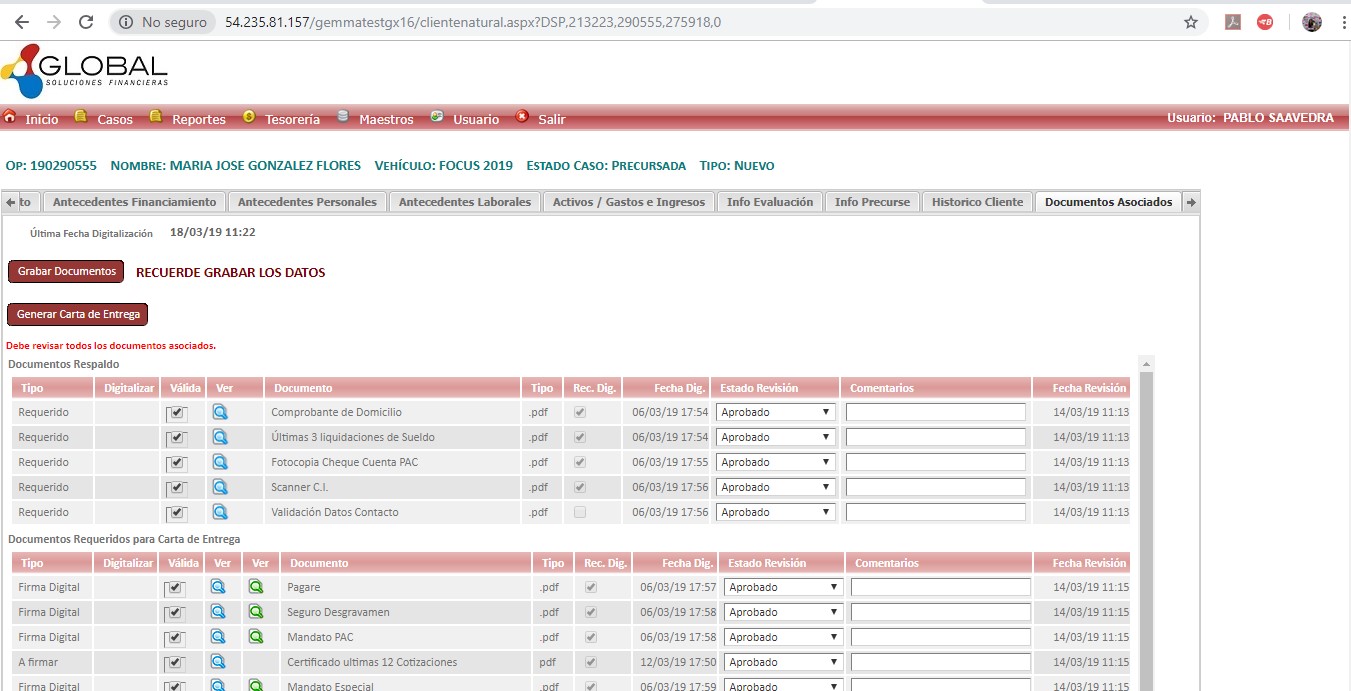 No seguro 54.235.81.157/gemmatestgx16/clientenatural.aspx?DSP,213223,290555,275918,0
GLOBAL
SOLUCIONES FINANCIERAS
Inicio Casos Reportes Tesorería Maestros Usuario Salir Usuario: PABLO SAAVEDRA
OP: 190290555 NOMBRE: MARIA JOSE GONZALEZ FLORES VEHÍCULO: FOCUS 2019 ESTADO CASO: PRECURSADA TIPO: NUEVO
to Antecedentes Financiamiento Antecedentes Personales Antecedentes Laborales Activos / Gastos e Ingresos Info Evaluación Info Precurse Historico Cliente Documentos Asociados
Última Fecha Digitalización 18/03/19 11:22
Grabar Documentos RECUERDE GRABAR LOS DATOS
Generar Carta de Entrega
Debe revisar todos los documentos asociados.
Documentos Respaldo
Tipo Digitalizar Válida Ver Documento Tipo Rec. Dig. Fecha Dig. Estado Revisión Comentarios Fecha Revisión
Requerido Comprobante de Domicilio .pdf 06/03/19 17:54 Aprobado 14/03/19 11:13
Requerido Últimas 3 liquidaciones de Sueldo .pdf 06/03/19 17:54 Aprobado 14/03/19 11:13
Requerido Fotocopia Cheque Cuenta PAC .pdf 06/03/19 17:55 Aprobado 14/03/19 11:13
Requerido Scanner C.I. .pdf 06/03/19 17:56 Aprobado 14/03/19 11:13
Requerido Validación Datos Contacto .pdf 06/03/19 17:56 Aprobado 14/03/19 11:13
Documentos Requeridos para Carta de Entrega
Tipo Digitalizar Válida Ver Ver Documento Tipo Rec. Dig. Fecha Dig. Estado Revisión Comentarios Fecha Revisión
Firma Digital Pagare .pdf 06/03/19 17:57 Aprobado 14/03/19 11:15
Firma Digital Seguro Desgravamen .pdf 06/03/19 17:58 Aprobado 14/03/19 11:15
Firma Digital Mandato PAC .pdf 06/03/19 17:58 Aprobado 14/03/19 11:15
A firmar Certificado ultimas 12 Cotizaciones pdf 12/03/19 17:50 Aprobado 14/03/19 11:15
Firma Digital Mandato Especial .pdf 06/03/19 17:59 Aprobado 14/03/19 11:15